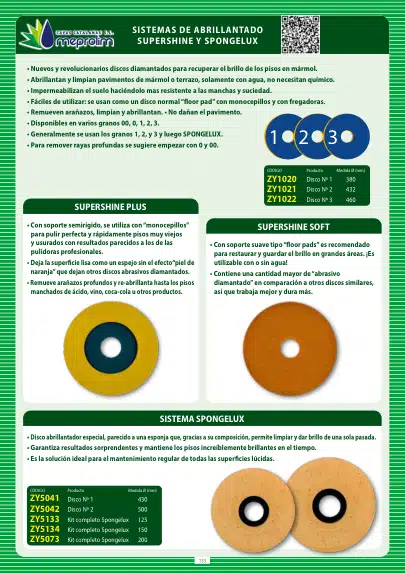 CAVAS CATALANAS S.L.
meprolim
SISTEMAS DE ABRILLANTADO
SUPERSHINE Y SPONGELUX
• Nuevos y revolucionarios discos diamantados para recuperar el brillo de los pisos en mármol.
• Abrillantan y limpian pavimentos de mármol o terrazo, solamente con agua, no necesitan químico.
• Impermeabilizan el suelo haciéndolo mas resistente a las manchas y suciedad.
• Fáciles de utilizar: se usan como un disco normal “floor pad” con monocepillos y con fregadoras.
• Remueven arañazos, limpian y abrillantan. • No dañan el pavimento.
• Disponibles en varios granos 00, 0, 1, 2, 3.
• Generalmente se usan los granos 1, 2, y 3 y luego SPONGELUX.
• Para remover rayas profundas se sugiere empezar con 0 y 00.
1 2 3
CÓDIGO Producto Medida Ø (mm)
ZY1020 Disco Nº 1 380
ZY1021 Disco Nº 2 432
ZY1022 Disco Nº 3 460
SUPERSHINE PLUS
• Con soporte semirígido, se utiliza con “monocepillos”
para pulir perfecta y rápidamente pisos muy viejos
y usurados con resultados parecidos a los de las
pulidoras profesionales.
• Deja la superficie lisa como un espejo sin el efecto“piel de
naranja” que dejan otros discos abrasivos diamantados.
• Remueve arañazos profundos y re-abrillanta hasta los pisos
manchados de ácido, vino, coca-cola u otros productos.
SUPERSHINE SOFT
• Con soporte suave tipo “floor pads” es recomendado
para restaurar y guardar el brillo en grandes áreas. ¡Es
utilizable con o sin agua!
• Contiene una cantidad mayor de “abrasivo
diamantado” en comparación a otros discos similares,
así que trabaja mejor y dura más.
SISTEMA SPONGELUX
• Disco abrillantador especial, parecido a una esponja que, gracias a su composición, permite limpiar y dar brillo de una sola pasada.
• Garantiza resultados sorprendentes y mantiene los pisos increíblemente brillantes en el tiempo.
• Es la solución ideal para el mantenimiento regular de todas las superficies lúcidas.
CÓDIGO Producto Medida Ø (mm)
ZY5041 Disco Nº 1 430
ZY5042 Disco Nº 2 500
ZY5133 Kit completo Spongelux 125
ZY5134 Kit completo Spongelux 150
ZY5073 Kit completo Spongelux 200